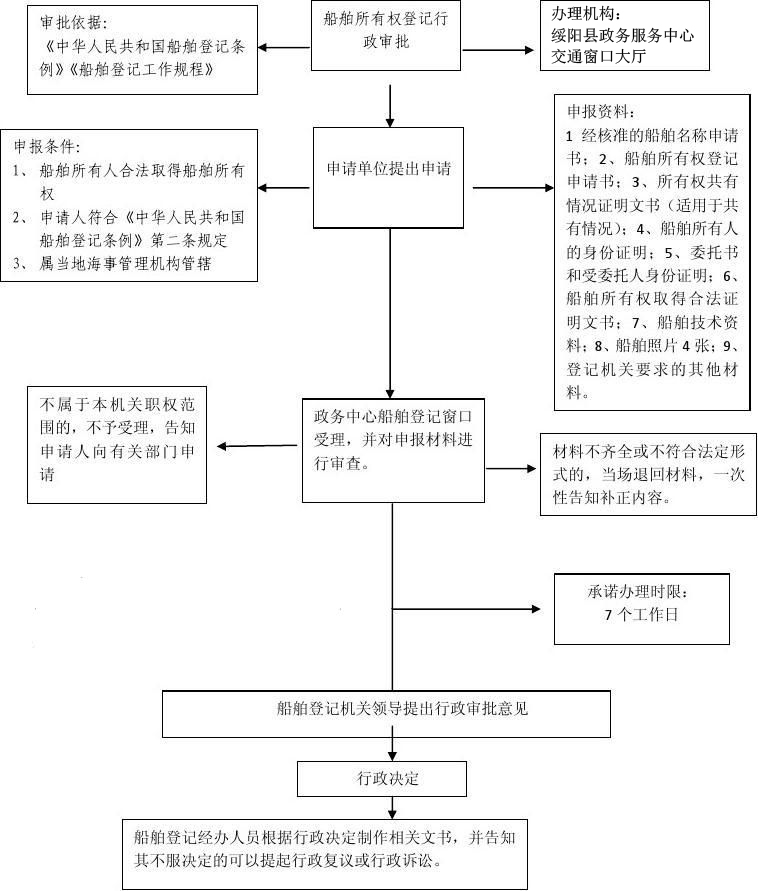 审批依据:
《中华人民共和国船舶登记条
例》《船舶登记工作规程》
船舶所有权登记行
政审批
办理机构：
绥阳县政务服务中心
交通窗口大厅
申报条件:
1、 船舶所有人合法取得船舶所有
权
2、 申请人符合《中华人民共和国
船舶登记条例》第二条规定
3、 属当地海事管理机构管辖
申请单位提出申请
申报资料：
1 经核准的船舶名称申请
书；2、船舶所有权登记
申请书；3、所有权共有
情况证明文书（适用于共
有情况）；4、船舶所有人
的身份证明；5、委托书
和受委托人身份证明；6、
船舶所有权取得合法证
明文书；7、船舶技术资
料；8、船舶照片 4 张；9、
登记机关要求的其他材
料。
不属于本机关职权范
围的，不予受理，告知
申请人向有关部门申
请
政务中心船舶登记窗口
受理，并对申报材料进
行审查。
材料不齐全或不符合法定形
式的，当场退回材料，一次
性告知补正内容。
承诺办理时限：
7 个工作日
船舶登记机关领导提出行政审批意见
行政决定
船舶登记经办人员根据行政决定制作相关文书，并告知
其不服决定的可以提起行政复议或行政诉讼。